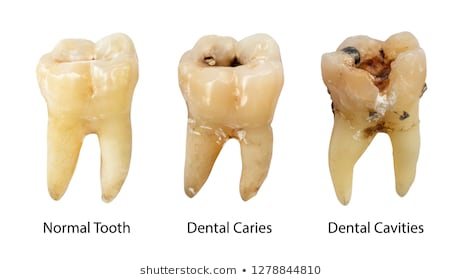 Normal Tooth
Dental Caries
Dental Cavities
shutterstock.com • 1278844810